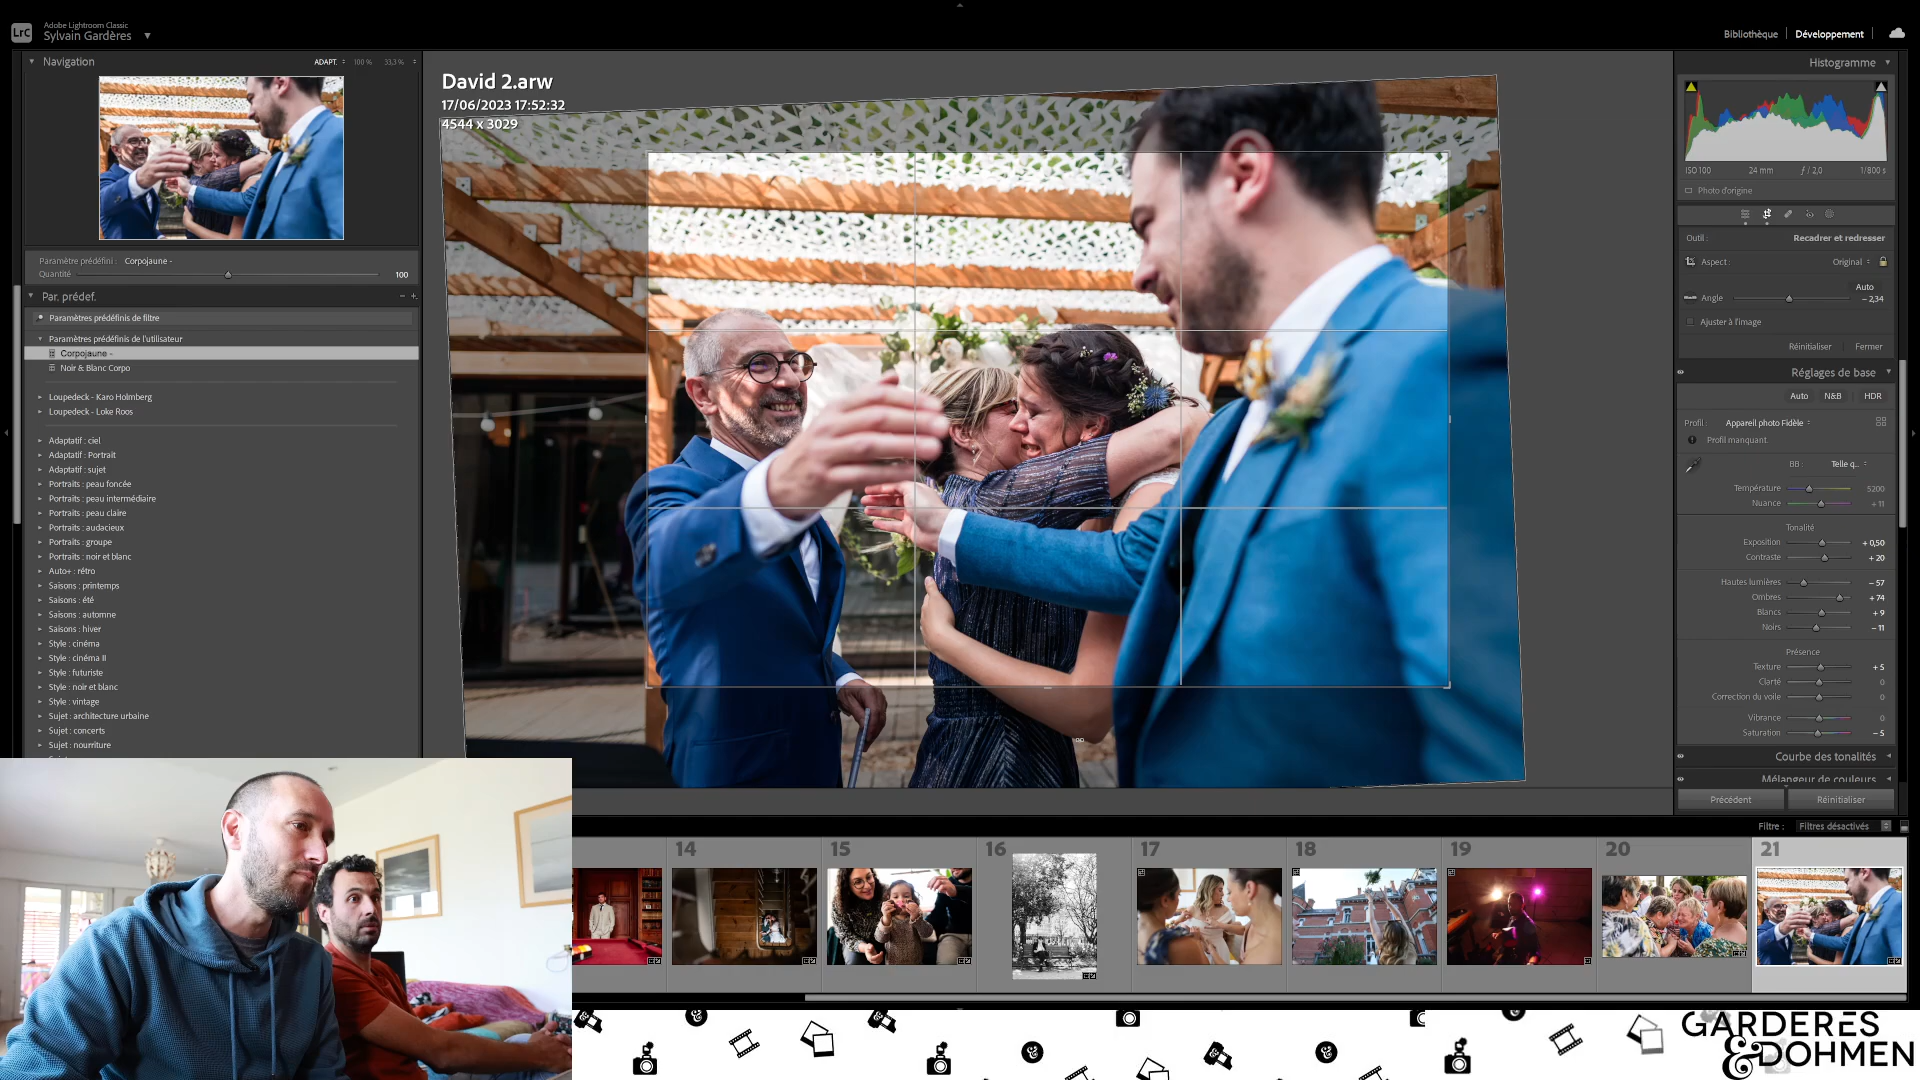 LrC
Adobe Lightroom Classic
Sylvain Gardères
Bibliothèque
Développement
Navigation
ADAPT.
100 %
33,3 %
Paramètre prédéfini : Corpojaune -
Quantité 100
Par. prédef.
Paramètres prédéfinis de filtre
Paramètres prédéfinis de l'utilisateur
Corpojaune -
Noir & Blanc Corpo
Loupedeck - Karo Holmberg
Loupedeck - Loke Roos
Adaptatif : ciel
Adaptatif : Portrait
Adaptatif : sujet
Portraits : peau foncée
Portraits : peau intermédiaire
Portraits : peau claire
Portraits : audacieux
Portraits : groupe
Portraits : noir et blanc
Auto+ : rétro
Saisons : printemps
Saisons : été
Saisons : automne
Saisons : hiver
Style : cinéma
Style : cinéma II
Style : futuriste
Style : noir et blanc
Style : vintage
Sujet : architecture urbaine
Sujet : concerts
Sujet : nourriture
David 2.arw
17/06/2023 17:52:32
4544 x 3029
Histogramme
ISO 100 24 mm ƒ / 2,0 1/800 s
Photo d'origine
Outil : Recadrer et redresser
Aspect : Original
Auto
Angle – 2,34
Ajuster à l'image
Réinitialiser Fermer
Réglages de base
Auto N&B HDR
Profil : Appareil photo Fidèle
Profil manquant
BB : Telle q...
Température 5200
Nuance + 11
Tonalité
Exposition + 0,50
Contraste + 20
Hautes lumières – 57
Ombres + 74
Blancs + 9
Noirs – 11
Présence
Texture + 5
Clarté 0
Correction du voile 0
Vibrance 0
Saturation – 5
Courbe des tonalités
Mélangeur de couleurs
Précédent Réinitialiser
Filtre : Filtres désactivés
14
15
16
17
18
19
20
21
GARDERES
&DOHMEN